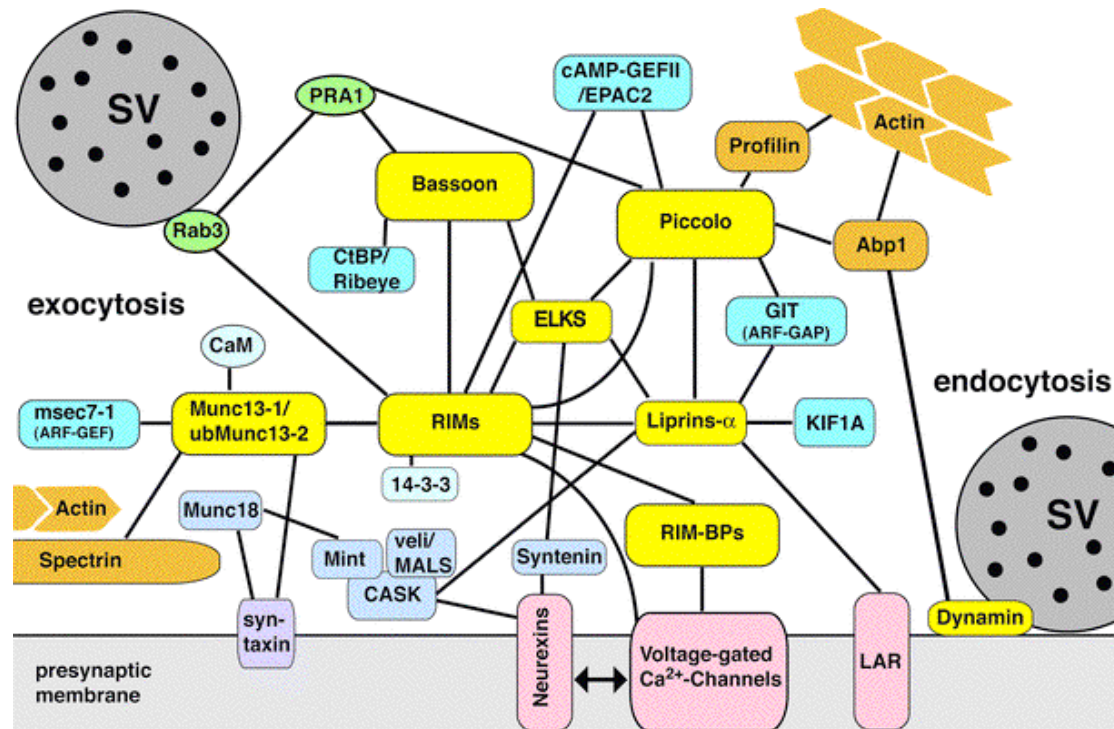 SV
PRA1
cAMP-GEFII
/EPAC2
Actin
Profilin
Bassoon
Piccolo
Rab3
Abp1
CtBP/
Ribeye
exocytosis
ELKS
GIT
(ARF-GAP)
CaM
endocytosis
msec7-1
(ARF-GEF)
Munc13-1/
ubMunc13-2
RIMs
Liprins-α
KIF1A
14-3-3
Actin
Munc18
SV
RIM-BPs
Spectrin
Mint
veli/
MALS
Syntenin
CASK
syn-
taxin
Dynamin
presynaptic
membrane
Neurexins
Voltage-gated
Ca²⁺-Channels
LAR